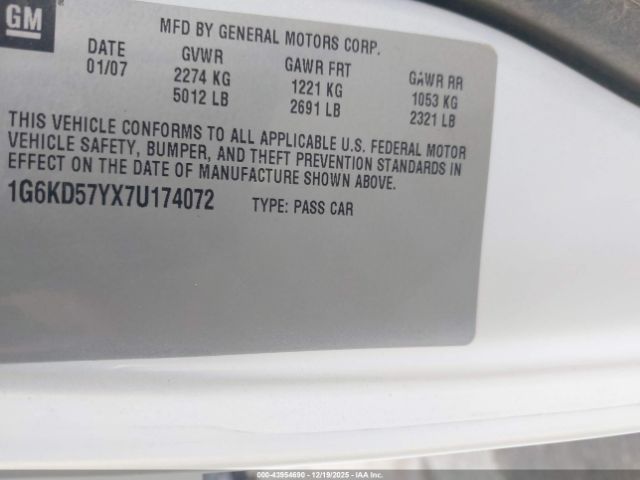 GM
MFD BY GENERAL MOTORS CORP.
DATE GVWR GAWR FRT GAWR RR
01/07 2274 KG 1221 KG 1053 KG
5012 LB 2691 LB 2321 LB
THIS VEHICLE CONFORMS TO ALL APPLICABLE U.S. FEDERAL MOTOR
VEHICLE SAFETY, BUMPER, AND THEFT PREVENTION STANDARDS IN
EFFECT ON THE DATE OF MANUFACTURE SHOWN ABOVE.
1G6KD57YX7U174072 TYPE: PASS CAR
000-43954690 - 12/19/2025 - IAAI Corp.